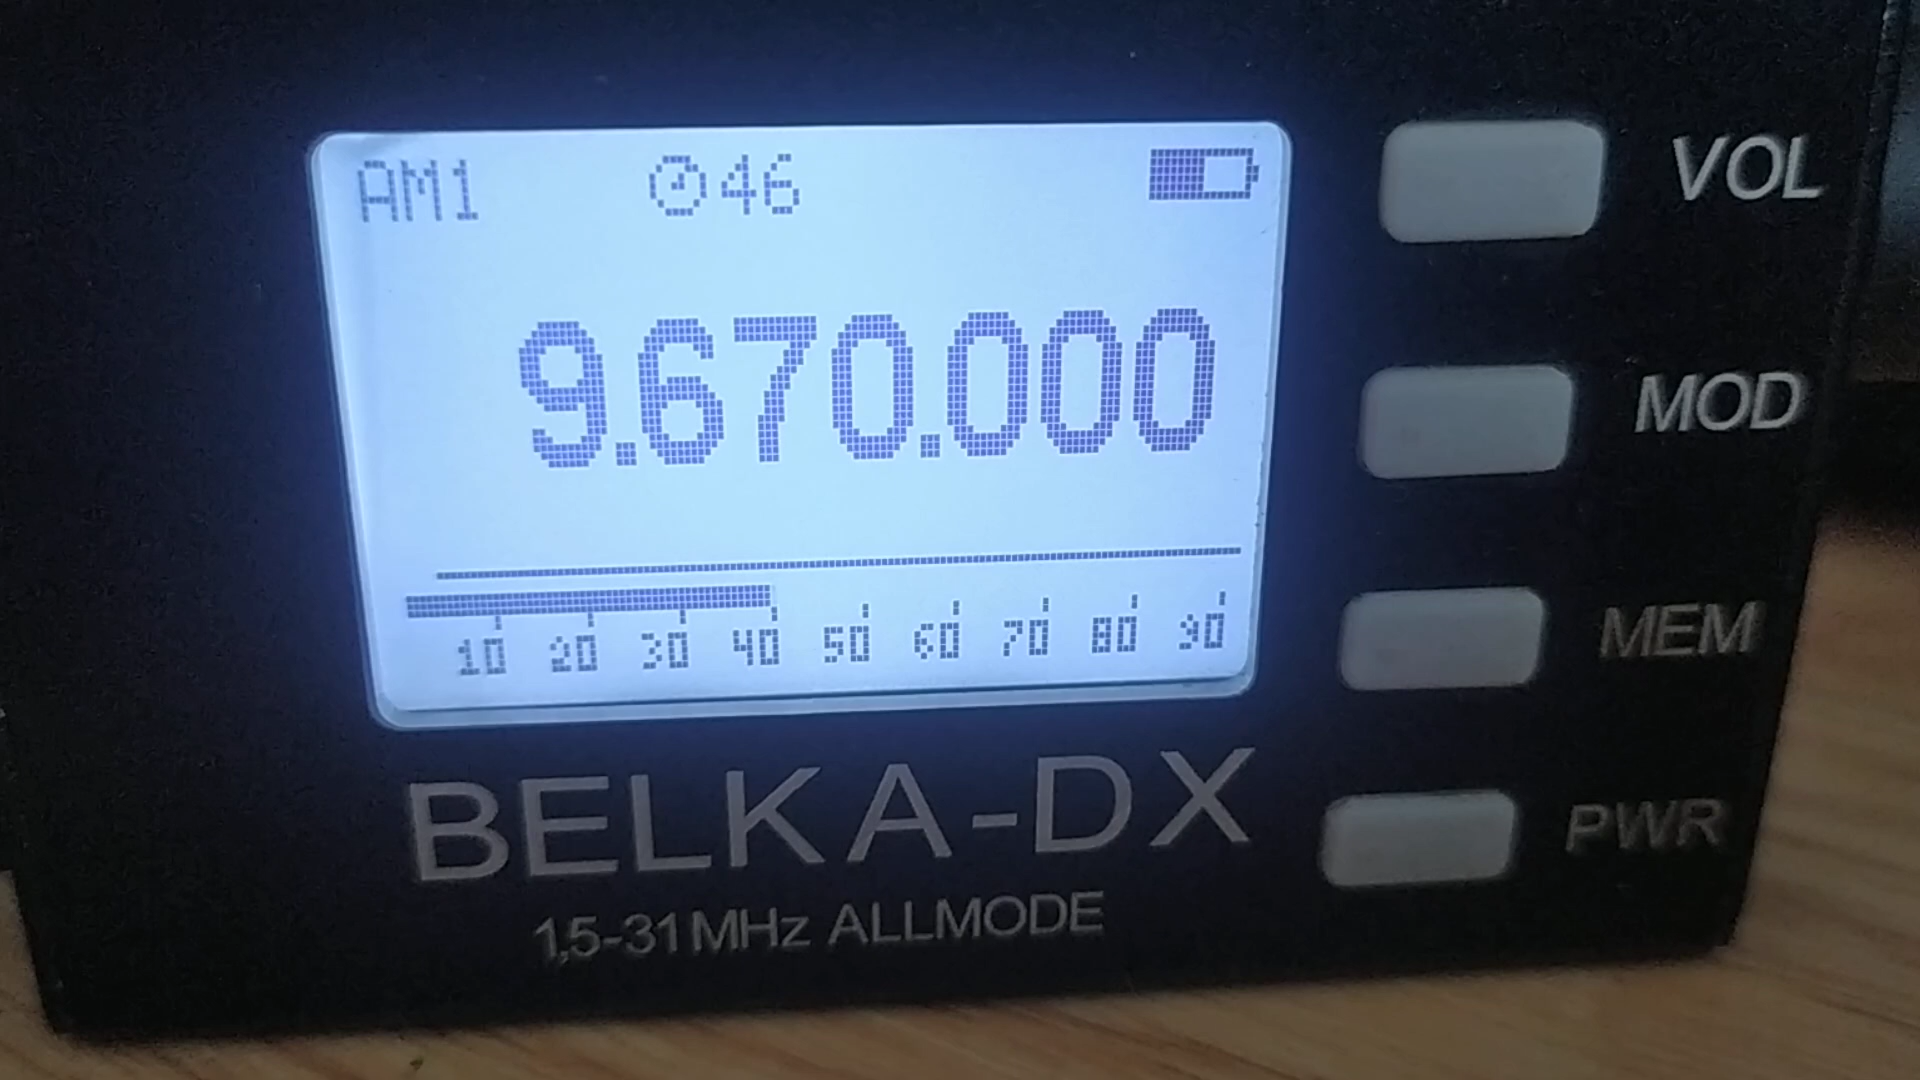 AM1 46
VOL
9.670.000
MOD
10 20 30 40 50 60 70 80 90
MEM
BELKA-DX
PWR
1,5-31MHz ALLMODE